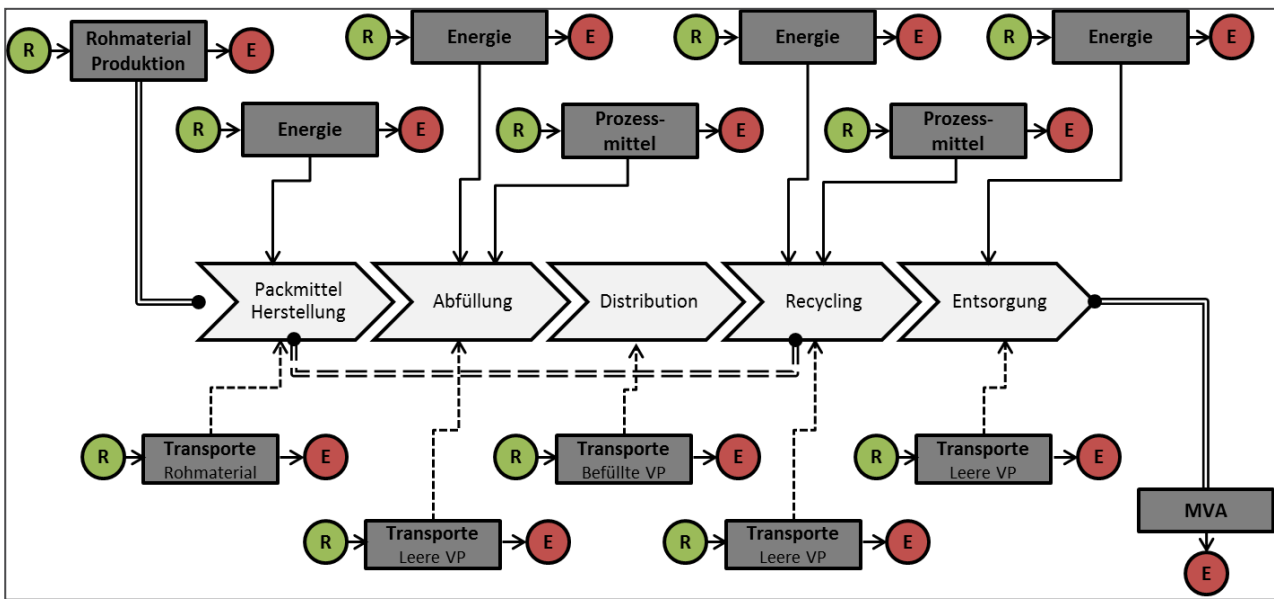 R
Rohmaterial
Produktion
E
R
Energie
E
R
Energie
E
R
Energie
E
R
Energie
E
R
Prozess-
mittel
E
R
Prozess-
mittel
E
Packmittel
Herstellung
Abfüllung
Distribution
Recycling
Entsorgung
R
Transporte
Rohmaterial
E
R
Transporte
Befüllte VP
E
R
Transporte
Leere VP
E
R
Transporte
Leere VP
E
R
Transporte
Leere VP
E
MVA
E